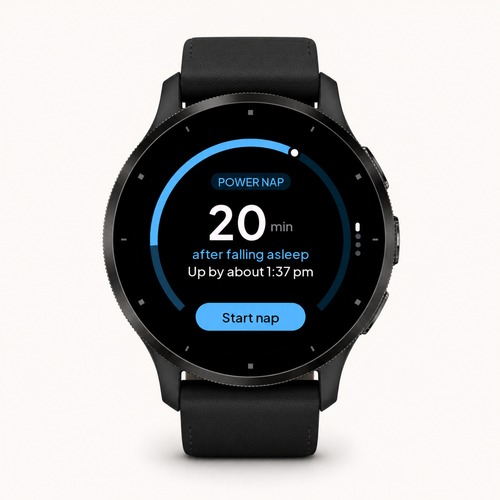 POWER NAP
20 min
after falling asleep
Up by about 1:37 pm
Start nap